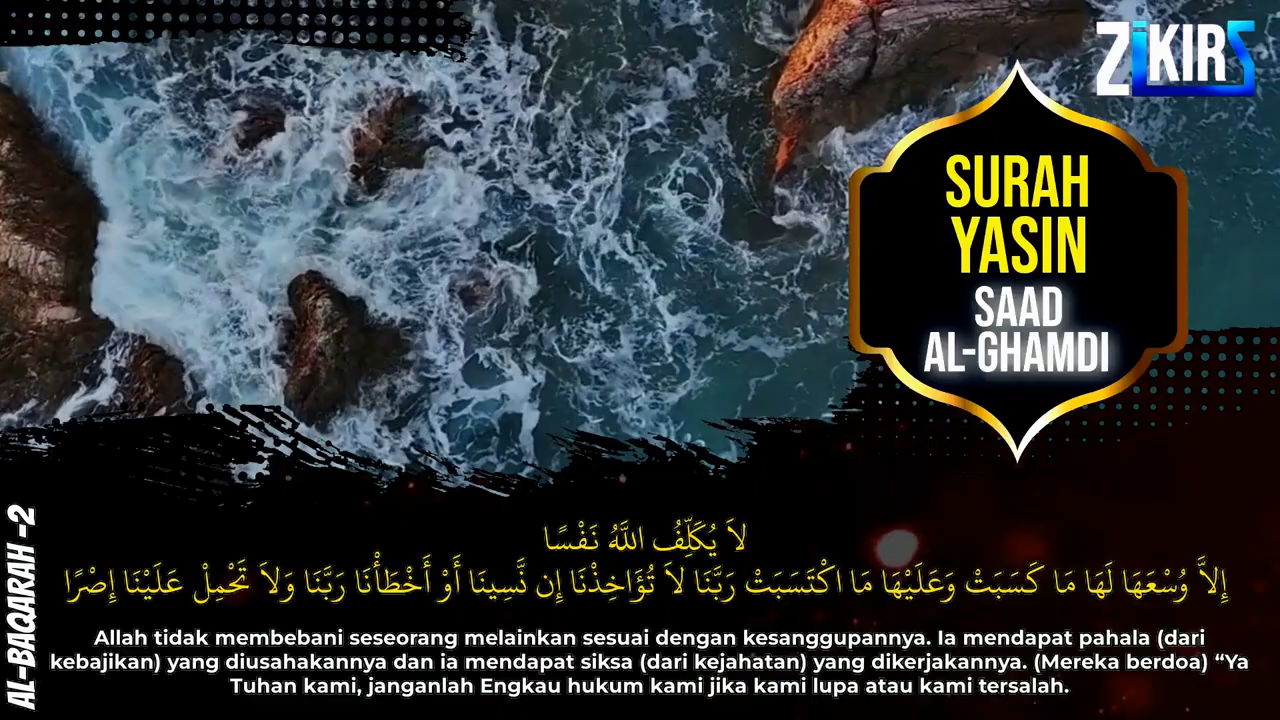 ZIKIRS
SURAH
YASIN
SAAD
AL-GHAMDI
AL-BAQARAH -2
لاَ يُكَلِّفُ اللَّهُ نَفْسًا
إِلاَّ وُسْعَهَا لَهَا مَا كَسَبَتْ وَعَلَيْهَا مَا اكْتَسَبَتْ رَبَّنَا لاَ تُؤَاخِذْنَا إِن نَّسِينَا أَوْ أَخْطَأْنَا رَبَّنَا وَلاَ تَحْمِلْ عَلَيْنَا إِصْرًا
Allah tidak membebani seseorang melainkan sesuai dengan kesanggupannya. Ia mendapat pahala (dari
kebajikan) yang diusahakannya dan ia mendapat siksa (dari kejahatan) yang dikerjakannya. (Mereka berdoa) “Ya
Tuhan kami, janganlah Engkau hukum kami jika kami lupa atau kami tersalah.